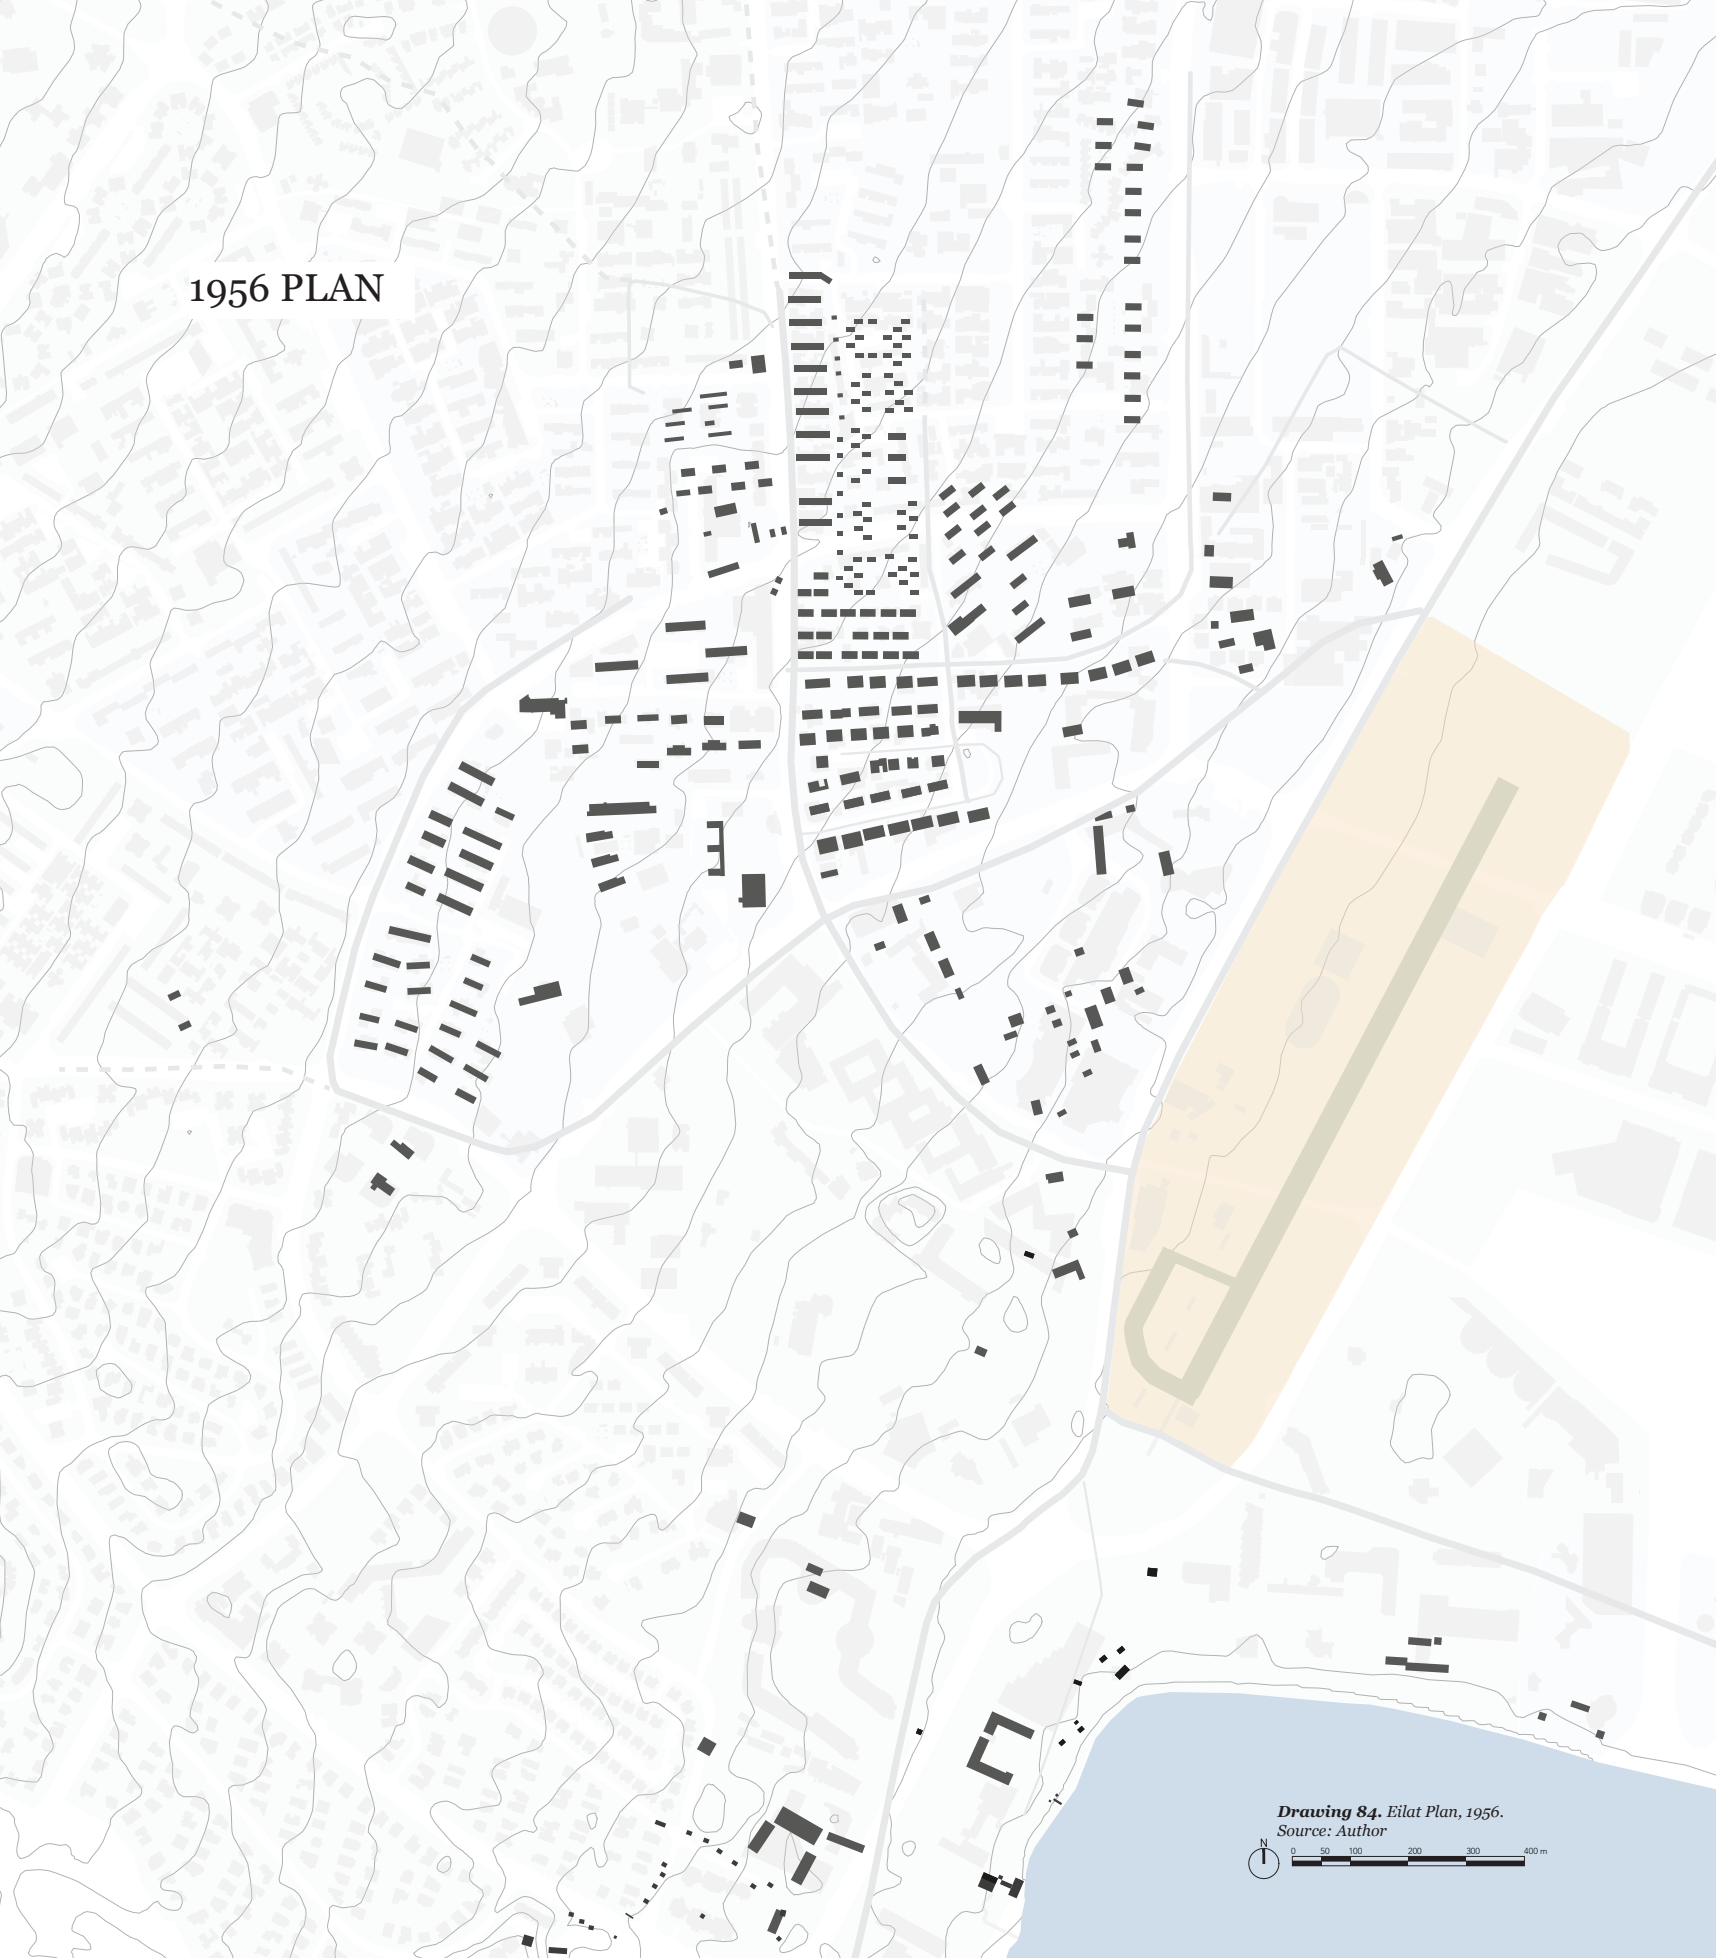 1956 PLAN
Drawing 84. Eilat Plan, 1956.
Source: Author
N
0 50 100 200 300 400 m